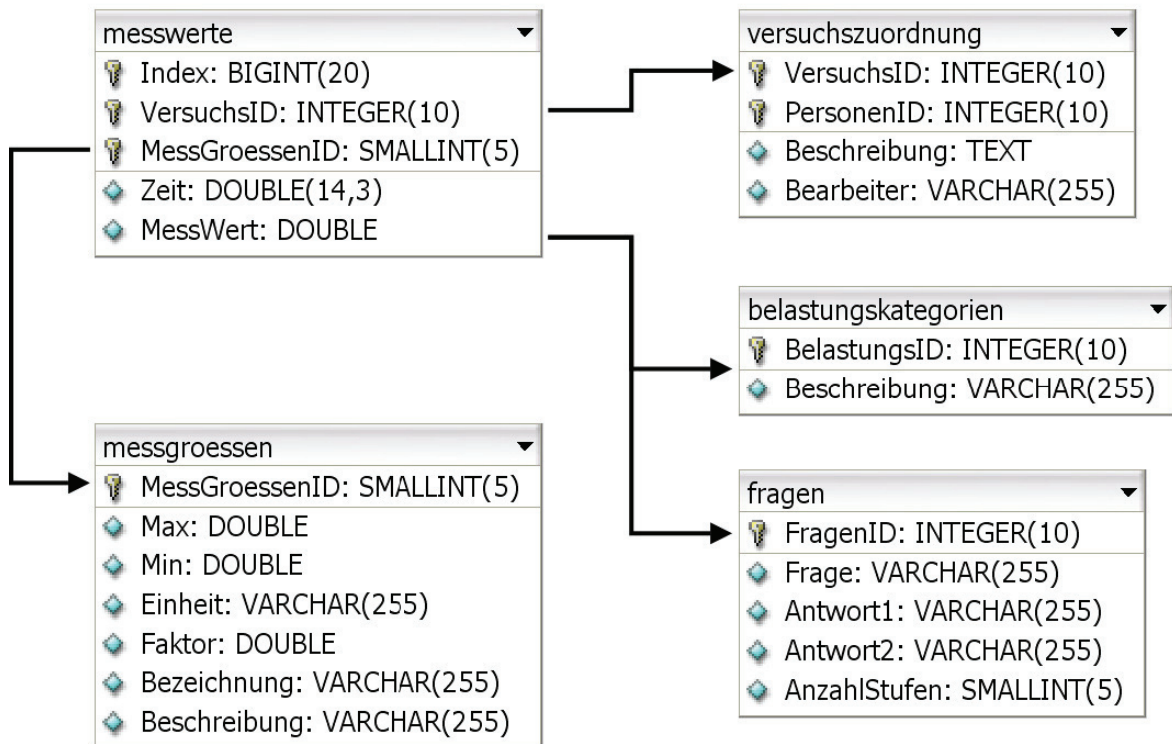 messwerte
Index: BIGINT(20)
VersuchsID: INTEGER(10)
MessGroessenID: SMALLINT(5)
Zeit: DOUBLE(14,3)
MessWert: DOUBLE
versuchszuordnung
VersuchsID: INTEGER(10)
PersonenID: INTEGER(10)
Beschreibung: TEXT
Bearbeiter: VARCHAR(255)
belastungskategorien
BelastungsID: INTEGER(10)
Beschreibung: VARCHAR(255)
messgroessen
MessGroessenID: SMALLINT(5)
Max: DOUBLE
Min: DOUBLE
Einheit: VARCHAR(255)
Faktor: DOUBLE
Bezeichnung: VARCHAR(255)
Beschreibung: VARCHAR(255)
fragen
FragenID: INTEGER(10)
Frage: VARCHAR(255)
Antwort1: VARCHAR(255)
Antwort2: VARCHAR(255)
AnzahlStufen: SMALLINT(5)